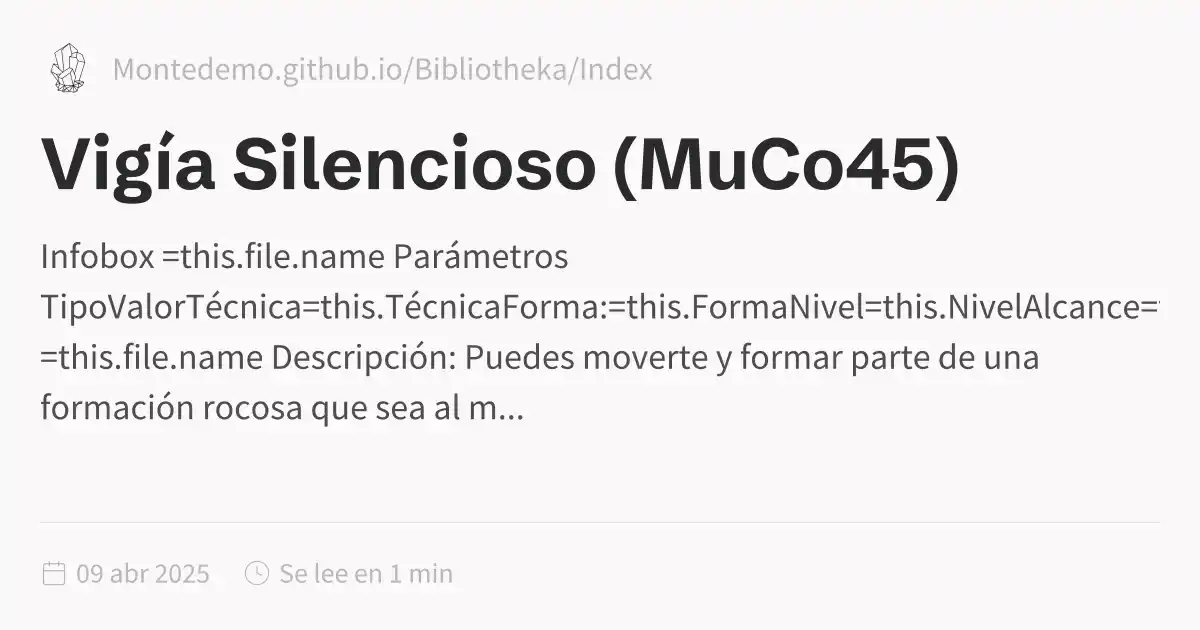 Montedemo.github.io/Bibliotheka/Index
Vigía Silencioso (MuCo45)
Infobox =this.file.name Parámetros
TipoValorTécnica=this.TécnicaForma:=this.FormaNivel=this.NivelAlcance=
=this.file.name Descripción: Puedes moverte y formar parte de una
formación rocosa que sea al m...
09 abr 2025 Se lee en 1 min